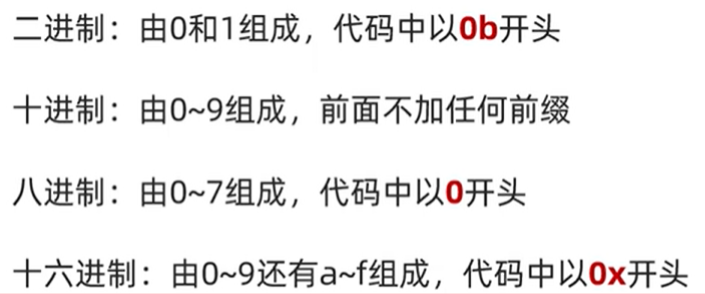 二进制：由0和1组成，代码中以0b开头
十进制：由0~9组成，前面不加任何前缀
八进制：由0~7组成，代码中以0开头
十六进制：由0~9还有a~f组成，代码中以0x开头